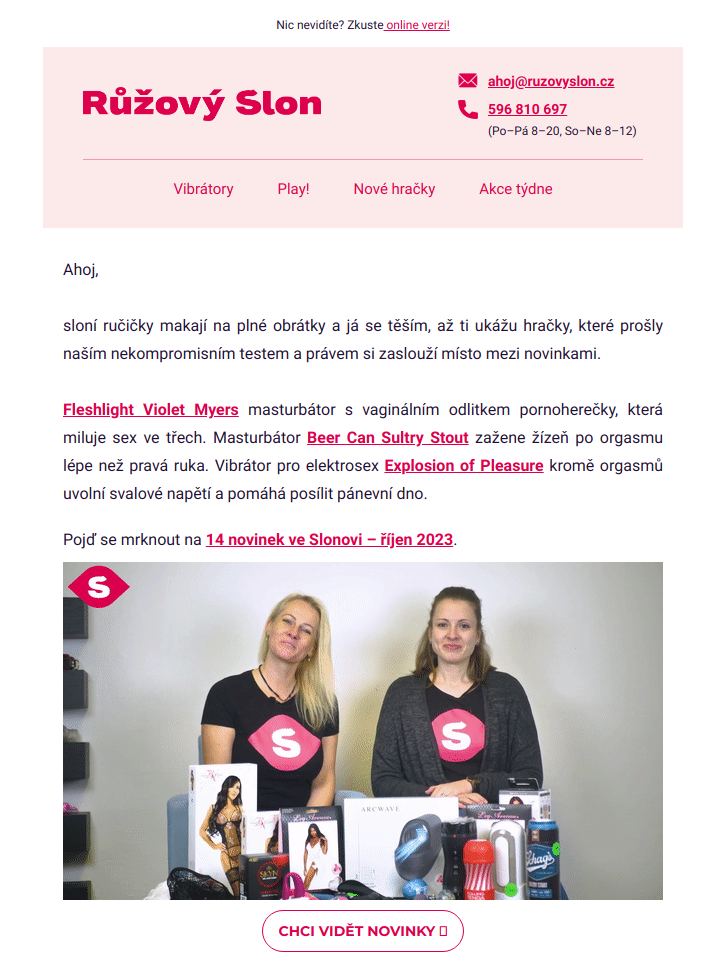 Nic nevidíte? Zkuste online verzi!
Růžový Slon
ahoj@ruzovyslon.cz
596 810 697
(Po–Pá 8–20, So–Ne 8–12)
Vibrátory Play! Nové hračky Akce týdne
Ahoj,
sloní ručičky makají na plné obrátky a já se těším, až ti ukážu hračky, které prošly
naším nekompromisním testem a právem si zaslouží místo mezi novinkami.
Fleshlight Violet Myers masturbátor s vaginálním odlitkem pornoherečky, která
miluje sex ve třech. Masturbátor Beer Can Sultry Stout zažene žízeň po orgasmu
lépe než pravá ruka. Vibrátor pro elektrosex Explosion of Pleasure kromě orgasmů
uvolní svalové napětí a pomáhá posílit pánevní dno.
Pojď se mrknout na 14 novinek ve Slonovi – říjen 2023.
S
S
S
ARCWAVE
Leg Avenue
Leg Avenue
SKYN
CHCI VIDĚT NOVINKY